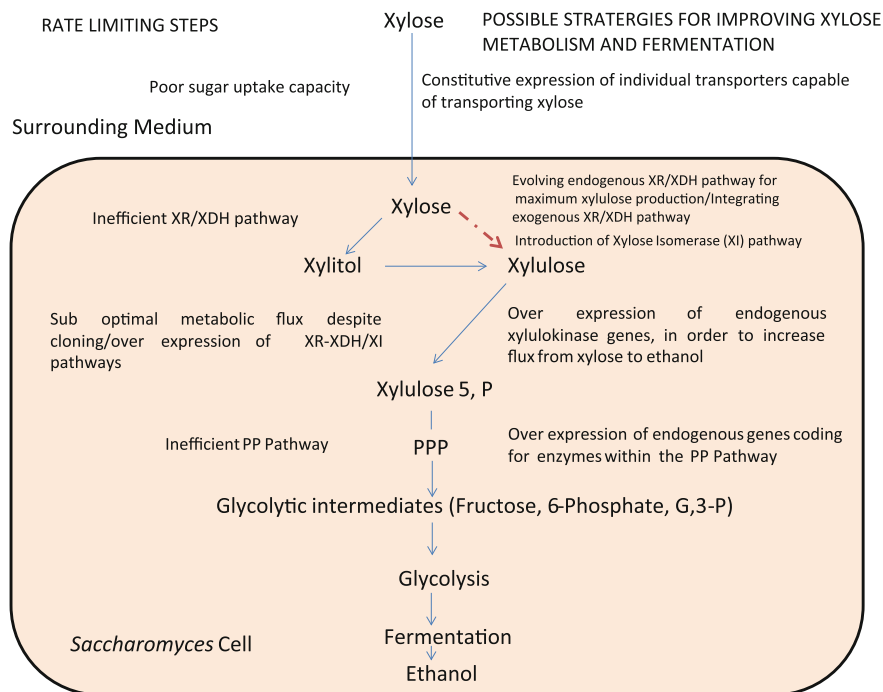 RATE LIMITING STEPS
Xylose
POSSIBLE STRATERGIES FOR IMPROVING XYLOSE
METABOLISM AND FERMENTATION
Poor sugar uptake capacity
Constitutive expression of individual transporters capable
of transporting xylose
Surrounding Medium
Evolving endogenous XR/XDH pathway for
maximum xylulose production/Integrating
exogenous XR/XDH pathway
Inefficient XR/XDH pathway
Xylose
Introduction of Xylose Isomerase (XI) pathway
Xylitol
Xylulose
Sub optimal metabolic flux despite
cloning/over expression of XR-XDH/XI
pathways
Over expression of endogenous
xylulokinase genes, in order to increase
flux from xylose to ethanol
Xylulose 5, P
Inefficient PP Pathway
PPP
Over expression of endogenous genes coding
for enzymes within the PP Pathway
Glycolytic intermediates (Fructose, 6-Phosphate, G,3-P)
Glycolysis
Fermentation
Saccharomyces Cell
Ethanol